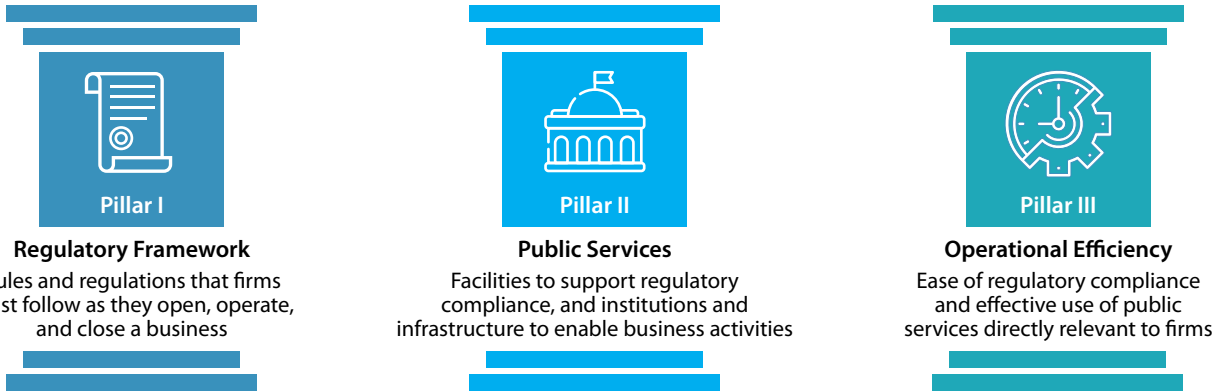 Pillar I
Regulatory Framework
ules and regulations that firms
st follow as they open, operate,
and close a business
Pillar II
Public Services
Facilities to support regulatory
compliance, and institutions and
infrastructure to enable business activities
Pillar III
Operational Efficiency
Ease of regulatory compliance
and effective use of public
services directly relevant to firms